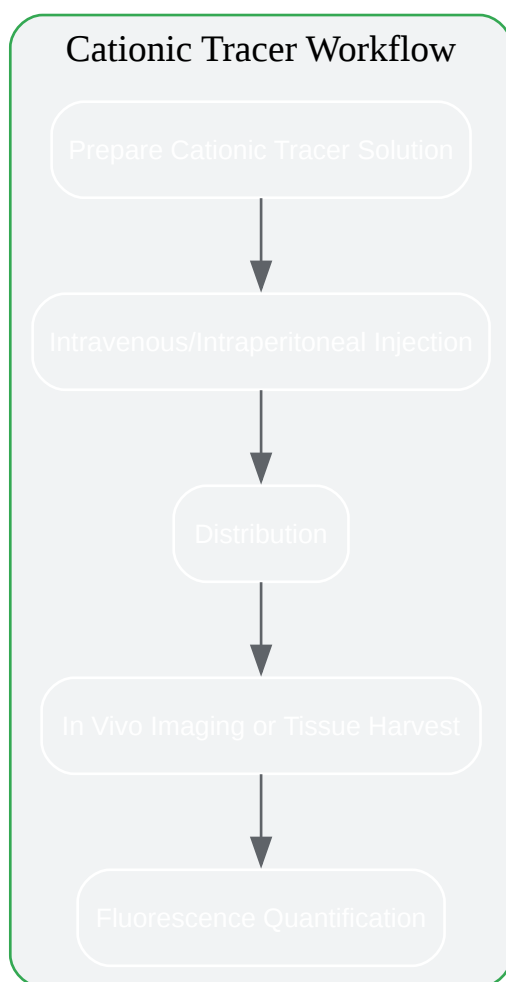 Cationic Tracer Workflow
Prepare Cationic Tracer Solution
Intravenous/Intraperitoneal Injection
Distribution
In Vivo Imaging or Tissue Harvest
Fluorescence Quantification